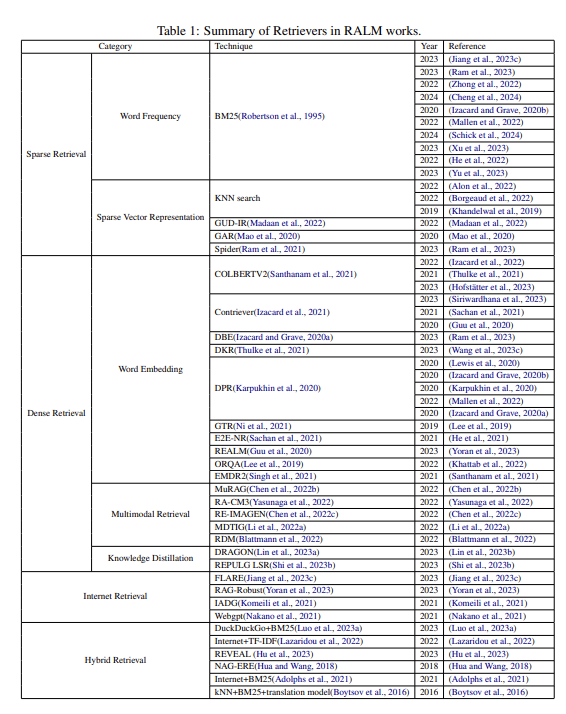 Table 1: Summary of Retrievers in RALM works.
Category Technique Year Reference
Sparse Retrieval
Word Frequency
BM25(Robertson et al., 1995)
2023 (Jiang et al., 2023c)
2023 (Ram et al., 2023)
2022 (Zhong et al., 2022)
2024 (Cheng et al., 2024)
2020 (Izacard and Grave, 2020b)
2022 (Mallen et al., 2022)
2024 (Schick et al., 2024)
2023 (Xu et al., 2023)
2022 (He et al., 2022)
2023 (Yu et al., 2023)
Sparse Vector Representation
KNN search
2022 (Alon et al., 2022)
2022 (Borgeaud et al., 2022)
2019 (Khandelwal et al., 2019)
GUD-IR(Madaan et al., 2022) 2022 (Madaan et al., 2022)
GAR(Mao et al., 2020) 2020 (Mao et al., 2020)
Spider(Ram et al., 2021) 2023 (Ram et al., 2023)
Dense Retrieval
Word Embedding
COLBERTV2(Santhanam et al., 2021)
2022 (Izacard et al., 2022)
2021 (Thulke et al., 2021)
2023 (Hofstätter et al., 2023)
Contriever(Izacard et al., 2021)
2023 (Siriwardhana et al., 2023)
2021 (Sachan et al., 2021)
2020 (Guu et al., 2020)
DBE(Izacard and Grave, 2020a) 2023 (Ram et al., 2023)
DKR(Thulke et al., 2021) 2023 (Wang et al., 2023c)
DPR(Karpukhin et al., 2020)
2020 (Lewis et al., 2020)
2020 (Izacard and Grave, 2020b)
2020 (Karpukhin et al., 2020)
2022 (Mallen et al., 2022)
2020 (Izacard and Grave, 2020a)
GTR(Ni et al., 2021) 2019 (Lee et al., 2019)
E2E-NR(Sachan et al., 2021) 2021 (He et al., 2021)
REALM(Guu et al., 2020) 2023 (Yoran et al., 2023)
ORQA(Lee et al., 2019) 2022 (Khattab et al., 2022)
EMDR2(Singh et al., 2021) 2021 (Santhanam et al., 2021)
Multimodal Retrieval
MuRAG(Chen et al., 2022b) 2022 (Chen et al., 2022b)
RA-CM3(Yasunaga et al., 2022) 2022 (Yasunaga et al., 2022)
RE-IMAGEN(Chen et al., 2022c) 2022 (Chen et al., 2022c)
MDTIG(Li et al., 2022a) 2022 (Li et al., 2022a)
RDM(Blattmann et al., 2022) 2022 (Blattmann et al., 2022)
Knowledge Distillation
DRAGON(Lin et al., 2023a) 2023 (Lin et al., 2023b)
REPULG LSR(Shi et al., 2023b) 2023 (Shi et al., 2023b)
Internet Retrieval
FLARE(Jiang et al., 2023c) 2023 (Jiang et al., 2023c)
RAG-Robust(Yoran et al., 2023) 2023 (Yoran et al., 2023)
IADG(Komeili et al., 2021) 2021 (Komeili et al., 2021)
Webgpt(Nakano et al., 2021) 2021 (Nakano et al., 2021)
Hybrid Retrieval
DuckDuckGo+BM25(Luo et al., 2023a) 2023 (Luo et al., 2023a)
Internet+TF-IDF(Lazaridou et al., 2022) 2022 (Lazaridou et al., 2022)
REVEAL (Hu et al., 2023) 2023 (Hu et al., 2023)
NAG-ERE(Hua and Wang, 2018) 2018 (Hua and Wang, 2018)
Internet+BM25(Adolphs et al., 2021) 2021 (Adolphs et al., 2021)
kNN+BM25+translation model(Boytsov et al., 2016) 2016 (Boytsov et al., 2016)